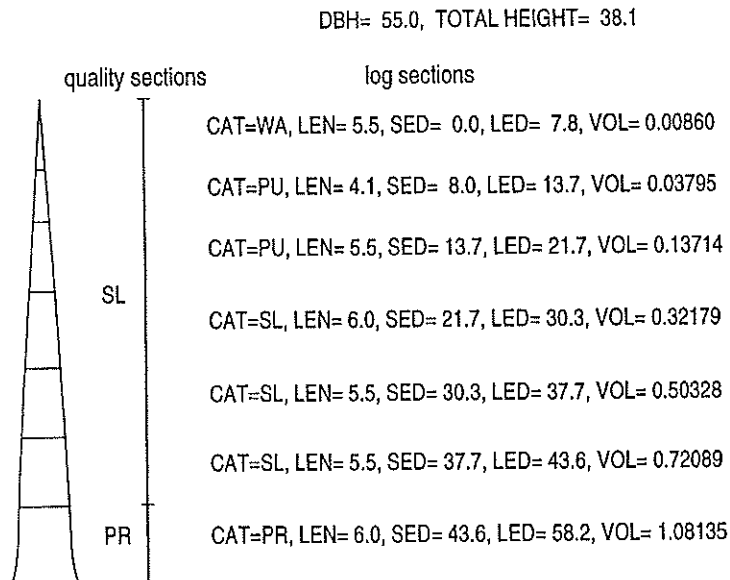 DBH= 55.0, TOTAL HEIGHT= 38.1
quality sections log sections
CAT=WA, LEN= 5.5, SED= 0.0, LED= 7.8, VOL= 0.00860
CAT=PU, LEN= 4.1, SED= 8.0, LED= 13.7, VOL= 0.03795
CAT=PU, LEN= 5.5, SED= 13.7, LED= 21.7, VOL= 0.13714
SL
CAT=SL, LEN= 6.0, SED= 21.7, LED= 30.3, VOL= 0.32179
CAT=SL, LEN= 5.5, SED= 30.3, LED= 37.7, VOL= 0.50328
CAT=SL, LEN= 5.5, SED= 37.7, LED= 43.6, VOL= 0.72089
PR CAT=PR, LEN= 6.0, SED= 43.6, LED= 58.2, VOL= 1.08135